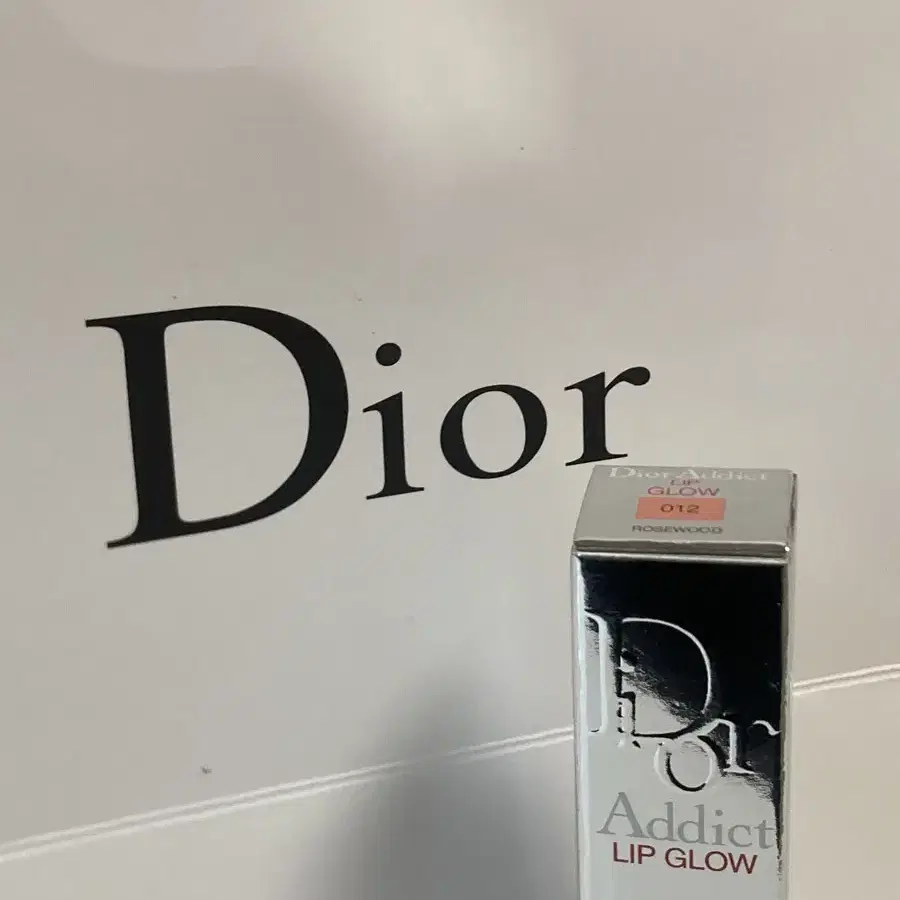 Dior
Dior Addict
LIP
GLOW
012
ROSEWOOD
Dior
Addict
LIP GLOW